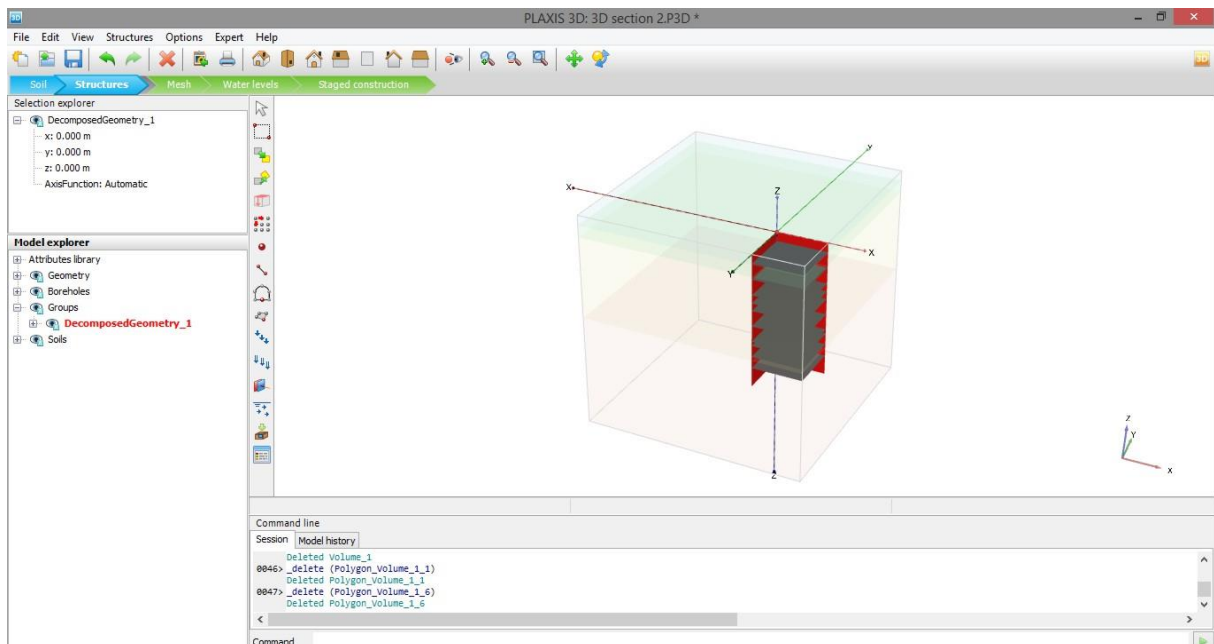 PLAXIS 3D: 3D section 2.P3D *
File Edit View Structures Options Expert Help
Soil Structures Mesh Water levels Staged construction
Selection explorer
DecomposedGeometry_1
x: 0.000 m
y: 0.000 m
z: 0.000 m
AxisFunction: Automatic
Model explorer
Attributes library
Geometry
Boreholes
Groups
DecomposedGeometry_1
Soils
y
X
Z
X
Y
Z
z
Y
x
Command line
Session Model history
Deleted Volume_1
0046> _delete (Polygon_Volume_1_1)
Deleted Polygon_Volume_1_1
0047> _delete (Polygon_Volume_1_6)
Deleted Polygon_Volume_1_6
Command